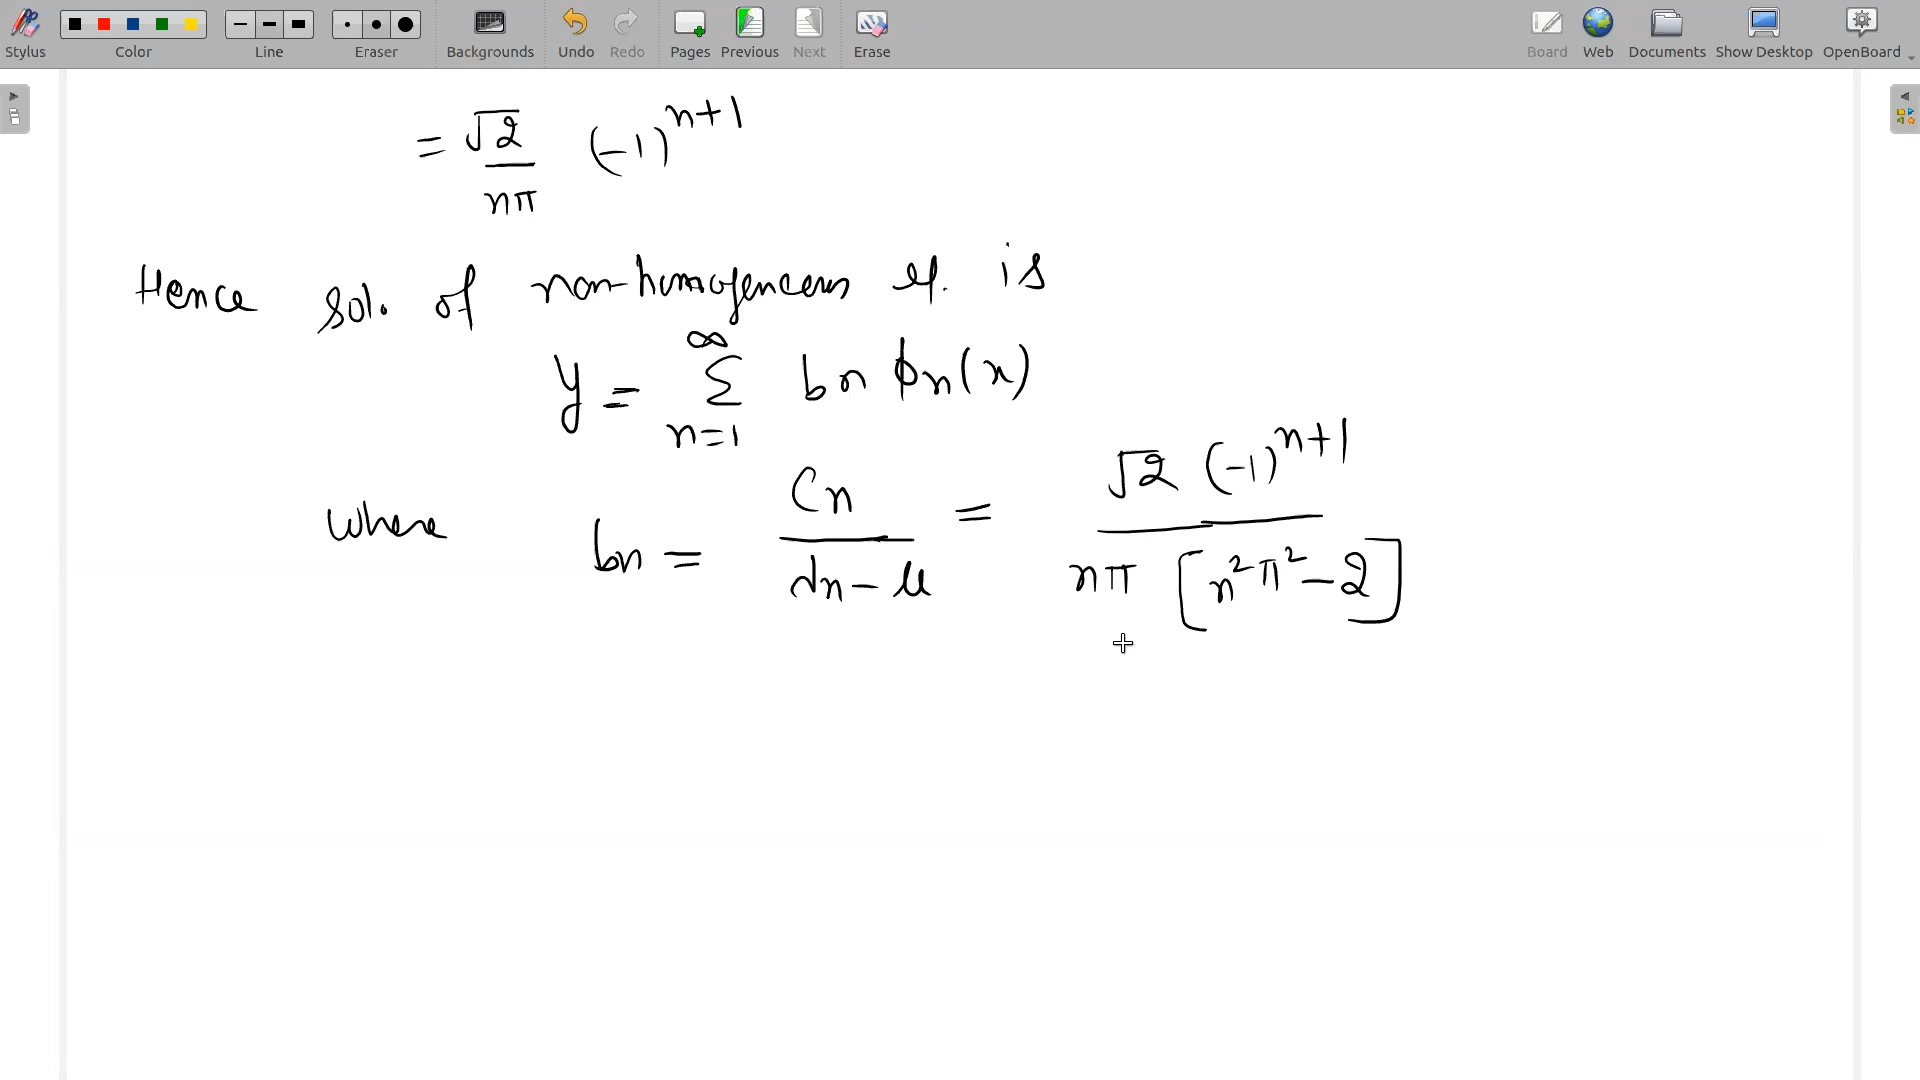 Stylus Color Line Eraser Backgrounds Undo Redo Pages Previous Next Erase Board Web Documents Show Desktop OpenBoard
= √2/nπ (-1)^{n+1}
Hence sol. of non-homogeneous eq. is
y = ∑_{n=1}^{∞} bn ϕn(x)
where bn = Cn/(λn - μ) = √2 (-1)^{n+1} / nπ [n²π² - 2]